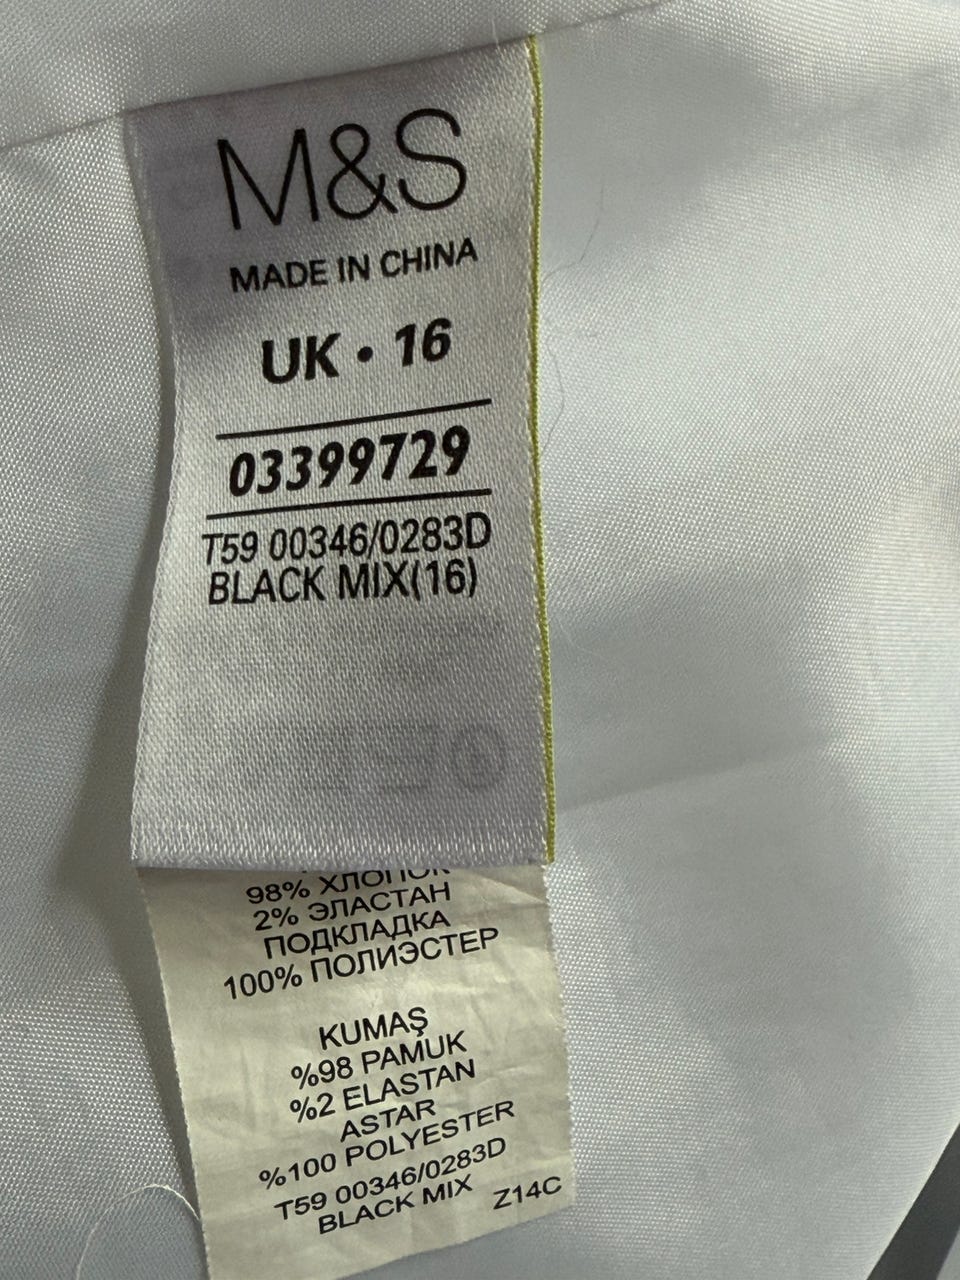 M&S
MADE IN CHINA
UK • 16
03399729
T59 00346/0283D
BLACK MIX(16)
98% ХЛОПОК
2% ЭЛАСТАН
ПОДКЛАДКА
100% ПОЛИЭСТЕР
KUMAŞ
%98 PAMUK
%2 ELASTAN
ASTAR
%100 POLYESTER
T59 00346/0283D
BLACK MIX
Z14C